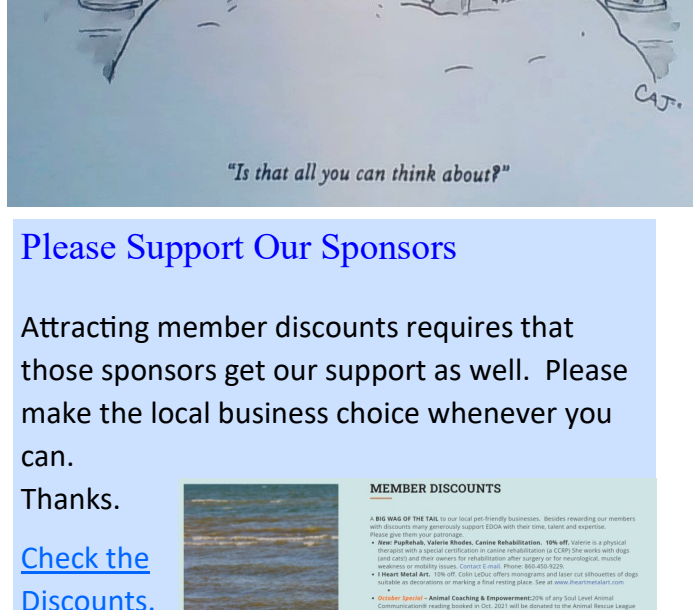 CAJ.
"Is that all you can think about?"
Please Support Our Sponsors
Attracting member discounts requires that
those sponsors get our support as well. Please
make the local business choice whenever you
can.
Thanks.
Check the
Discounts.
MEMBER DISCOUNTS
A BIG WAG OF THE TAIL to our local pet-friendly businesses. Besides rewarding our members
with discounts many generously support EDOA with their time, talent and expertise.
Please give them your patronage.
• New: PupRehab, Valerie Rhodes, Canine Rehabilitation. 10% off. Valerie is a physical
therapist with a special certification in canine rehabilitation (a CCRP) She works with dogs
(and cats!) and their owners for rehabilitation after surgery or for neurological, muscle
weakness or mobility issues. Contact E-mail. Phone: 860-450-9229.
• I Heart Metal Art. 10% off. Colin LeDuc offers monograms and laser cut silhouettes of dogs
suitable as decorations or marking a final resting place. See at www.iheartmetalart.com
•
• October Special – Animal Coaching & Empowerment:20% of any Soul Level Animal
Communication® reading booked in Oct. 2021 will be donated to the Animal Rescue League